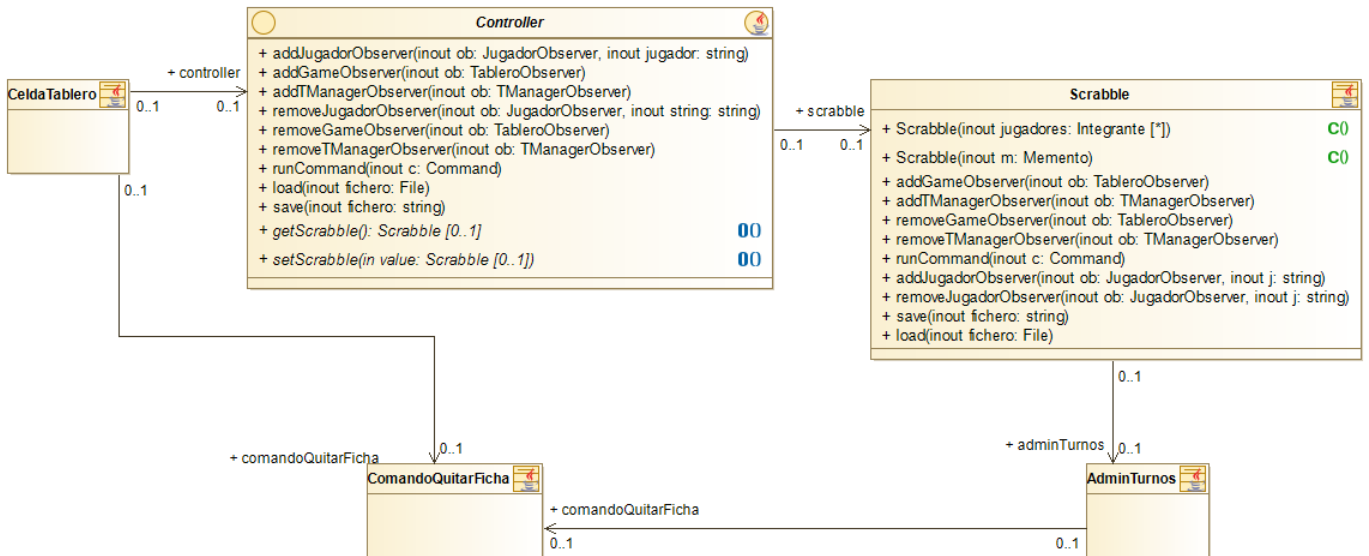 Controller
+ addJugadorObserver(inout ob: JugadorObserver, inout jugador: string)
+ addGameObserver(inout ob: TableroObserver)
+ addTManagerObserver(inout ob: TManagerObserver)
+ removeJugadorObserver(inout ob: JugadorObserver, inout string: string)
+ removeGameObserver(inout ob: TableroObserver)
+ removeTManagerObserver(inout ob: TManagerObserver)
+ runCommand(inout c: Command)
+ load(inout fichero: File)
+ save(inout fichero: string)
+ getScrabble(): Scrabble [0..1]
O()
+ setScrabble(in value: Scrabble [0..1])
O()
CeldaTablero
+ controller
0..1
0..1
0..1
+ scrabble
0..1
0..1
Scrabble
+ Scrabble(inout jugadores: Integrante [*])
C()
+ Scrabble(inout m: Memento)
C()
+ addGameObserver(inout ob: TableroObserver)
+ addTManagerObserver(inout ob: TManagerObserver)
+ removeGameObserver(inout ob: TableroObserver)
+ removeTManagerObserver(inout ob: TManagerObserver)
+ runCommand(inout c: Command)
+ addJugadorObserver(inout ob: JugadorObserver, inout j: string)
+ removeJugadorObserver(inout ob: JugadorObserver, inout j: string)
+ save(inout fichero: string)
+ load(inout fichero: File)
0..1
+ adminTurnos
0..1
+ comandoQuitarFicha
0..1
ComandoQuitarFicha
AdminTurnos
+ comandoQuitarFicha
0..1
0..1